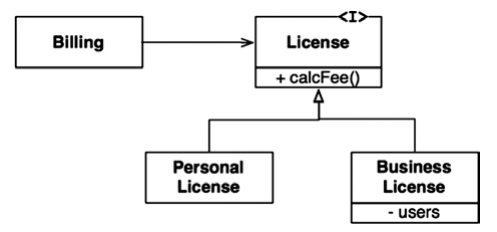 <I>
Billing
License
+ calcFee()
Personal
License
Business
License
- users